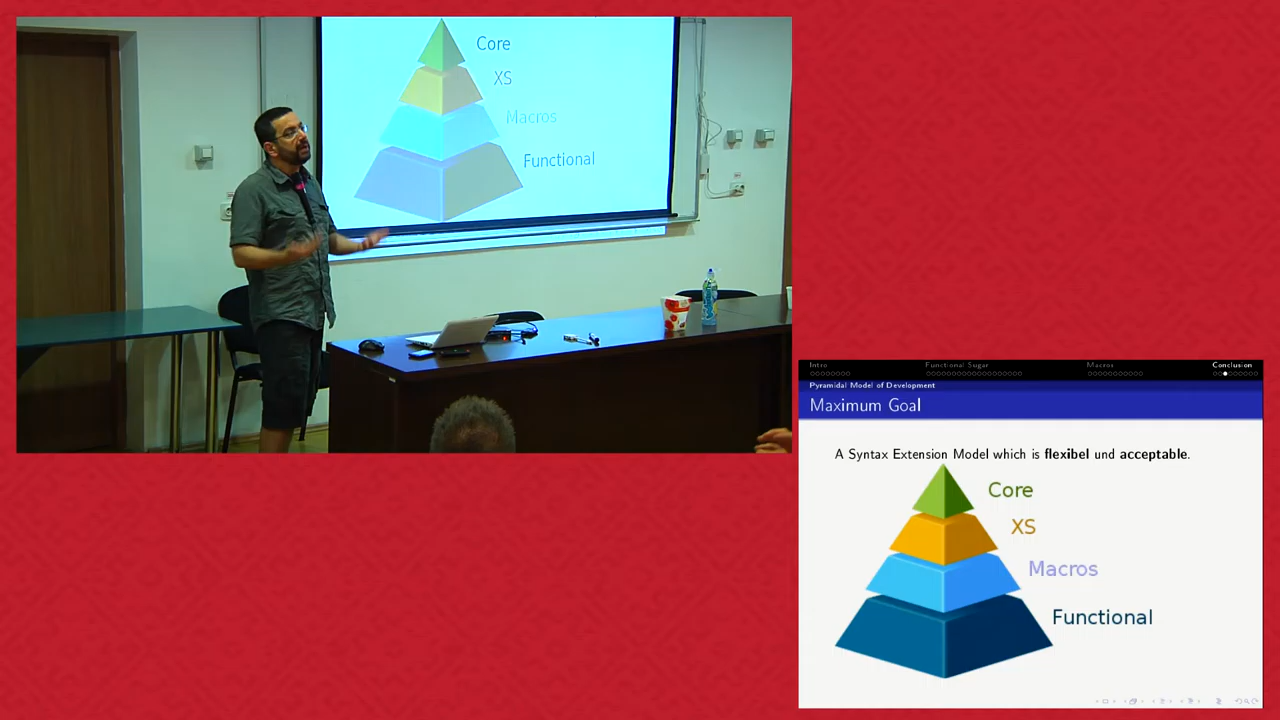 Core
XS
Macros
Functional
Intro
Functional Sugar
Macros
Conclusion
Pyramidal Model of Development
Maximum Goal
A Syntax Extension Model which is flexibel und acceptable.
Core
XS
Macros
Functional